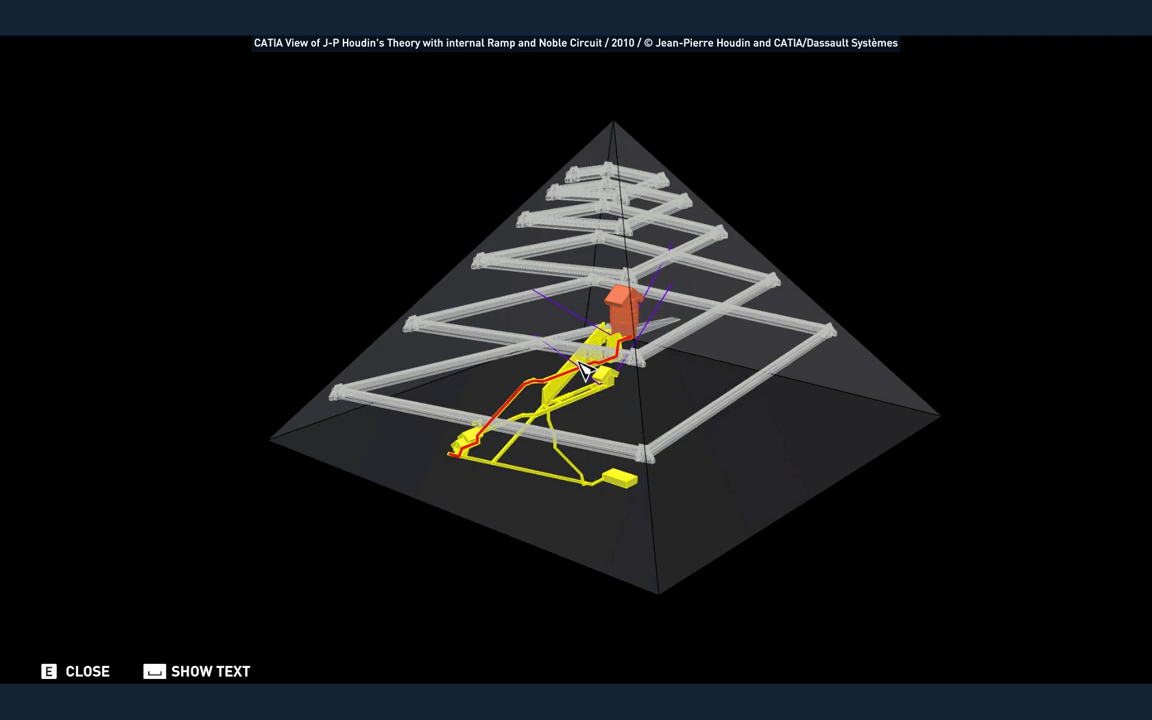 CATIA View of J-P Houdin's Theory with internal Ramp and Noble Circuit / 2010 / © Jean-Pierre Houdin and CATIA/Dassault Systèmes
E CLOSE SHOW TEXT